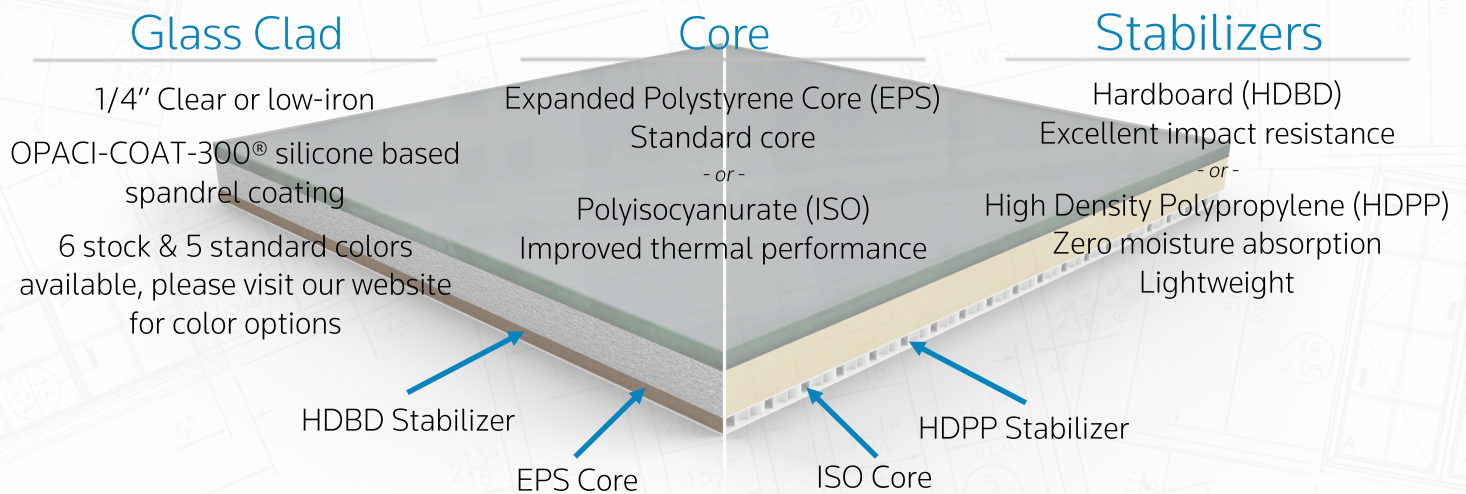 Glass Clad
1/4” Clear or low-iron
OPACI-COAT-300® silicone based
spandrel coating
6 stock & 5 standard colors
available, please visit our website
for color options
Core
Expanded Polystyrene Core (EPS)
Standard core
- or -
Polyisocyanurate (ISO)
Improved thermal performance
Stabilizers
Hardboard (HDBD)
Excellent impact resistance
- or -
High Density Polypropylene (HDPP)
Zero moisture absorption
Lightweight
HDBD Stabilizer
EPS Core
ISO Core
HDPP Stabilizer